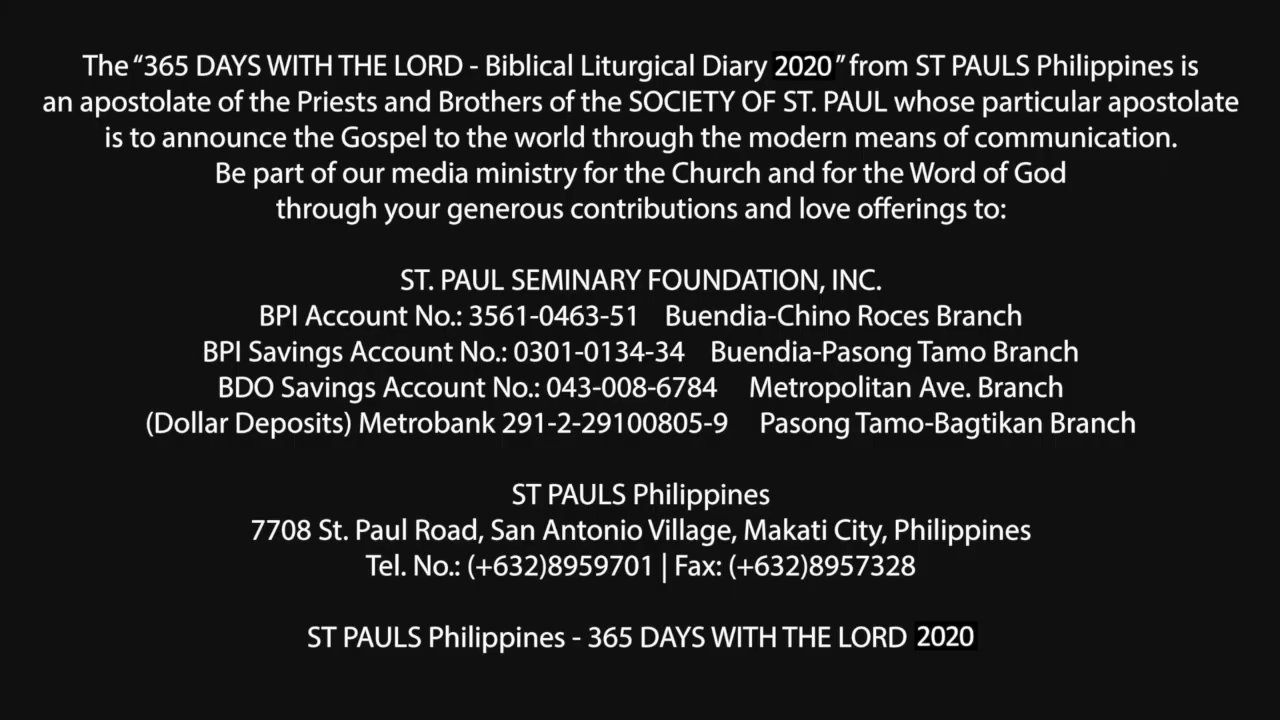 The “365 DAYS WITH THE LORD - Biblical Liturgical Diary 2020” from ST PAULS Philippines is
an apostolate of the Priests and Brothers of the SOCIETY OF ST. PAUL whose particular apostolate
is to announce the Gospel to the world through the modern means of communication.
Be part of our media ministry for the Church and for the Word of God
through your generous contributions and love offerings to:
ST. PAUL SEMINARY FOUNDATION, INC.
BPI Account No.: 3561-0463-51 Buendia-Chino Roces Branch
BPI Savings Account No.: 0301-0134-34 Buendia-Pasong Tamo Branch
BDO Savings Account No.: 043-008-6784 Metropolitan Ave. Branch
(Dollar Deposits) Metrobank 291-2-29100805-9 Pasong Tamo-Bagtikan Branch
ST PAULS Philippines
7708 St. Paul Road, San Antonio Village, Makati City, Philippines
Tel. No.: (+632)8959701 | Fax: (+632)8957328
ST PAULS Philippines - 365 DAYS WITH THE LORD 2020